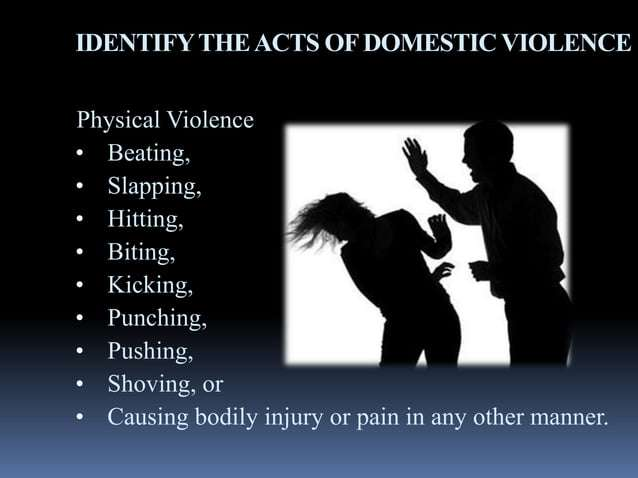 IDENTIFY THE ACTS OF DOMESTIC VIOLENCE
Physical Violence
• Beating,
• Slapping,
• Hitting,
• Biting,
• Kicking,
• Punching,
• Pushing,
• Shoving, or
• Causing bodily injury or pain in any other manner.